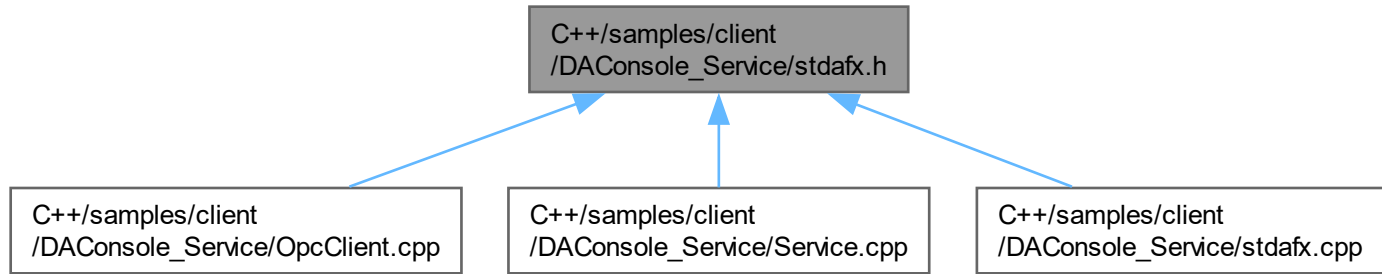 C++/samples/client
/DAConsole_Service/stdafx.h
C++/samples/client
/DAConsole_Service/OpcClient.cpp
C++/samples/client
/DAConsole_Service/Service.cpp
C++/samples/client
/DAConsole_Service/stdafx.cpp